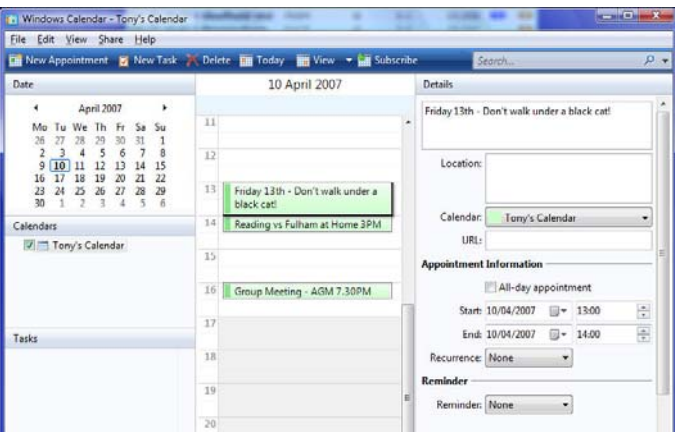 Windows Calendar - Tony's Calendar
File Edit View Share Help
New Appointment New Task Delete Today View Subscribe Search...
Date
April 2007
Mo Tu We Th Fr Sa Su
26 27 28 29 30 31 1
2 3 4 5 6 7 8
9 10 11 12 13 14 15
16 17 18 19 20 21 22
23 24 25 26 27 28 29
30 1 2 3 4 5 6
Calendars
Tony's Calendar
Tasks
10 April 2007
11
12
13 Friday 13th - Don't walk under a
black cat!
14 Reading vs Fulham at Home 3PM
15
16 Group Meeting - AGM 7.30PM
17
18
19
20
Details
Friday 13th - Don't walk under a black cat!
Location:
Calendar: Tony's Calendar
URL:
Appointment Information
All-day appointment
Start: 10/04/2007 13:00
End: 10/04/2007 14:00
Recurrence: None
Reminder
Reminder: None